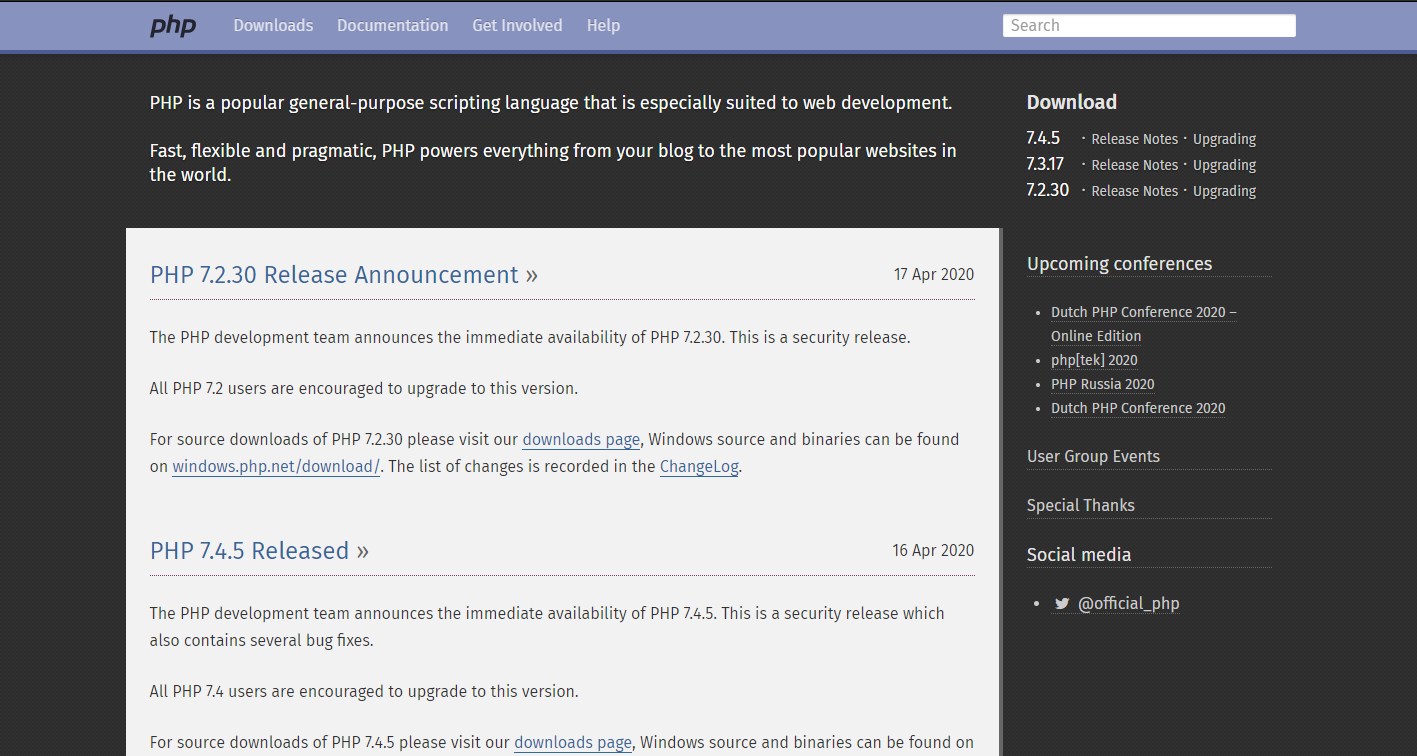 php Downloads Documentation Get Involved Help Search
PHP is a popular general-purpose scripting language that is especially suited to web development.
Fast, flexible and pragmatic, PHP powers everything from your blog to the most popular websites in
the world.
Download
7.4.5 · Release Notes · Upgrading
7.3.17 · Release Notes · Upgrading
7.2.30 · Release Notes · Upgrading
PHP 7.2.30 Release Announcement » 17 Apr 2020
The PHP development team announces the immediate availability of PHP 7.2.30. This is a security release.
All PHP 7.2 users are encouraged to upgrade to this version.
For source downloads of PHP 7.2.30 please visit our downloads page, Windows source and binaries can be found
on windows.php.net/download/. The list of changes is recorded in the ChangeLog.
PHP 7.4.5 Released » 16 Apr 2020
The PHP development team announces the immediate availability of PHP 7.4.5. This is a security release which
also contains several bug fixes.
All PHP 7.4 users are encouraged to upgrade to this version.
For source downloads of PHP 7.4.5 please visit our downloads page, Windows source and binaries can be found on
Upcoming conferences
• Dutch PHP Conference 2020 –
Online Edition
• php[tek] 2020
• PHP Russia 2020
• Dutch PHP Conference 2020
User Group Events
Special Thanks
Social media
• @official_php